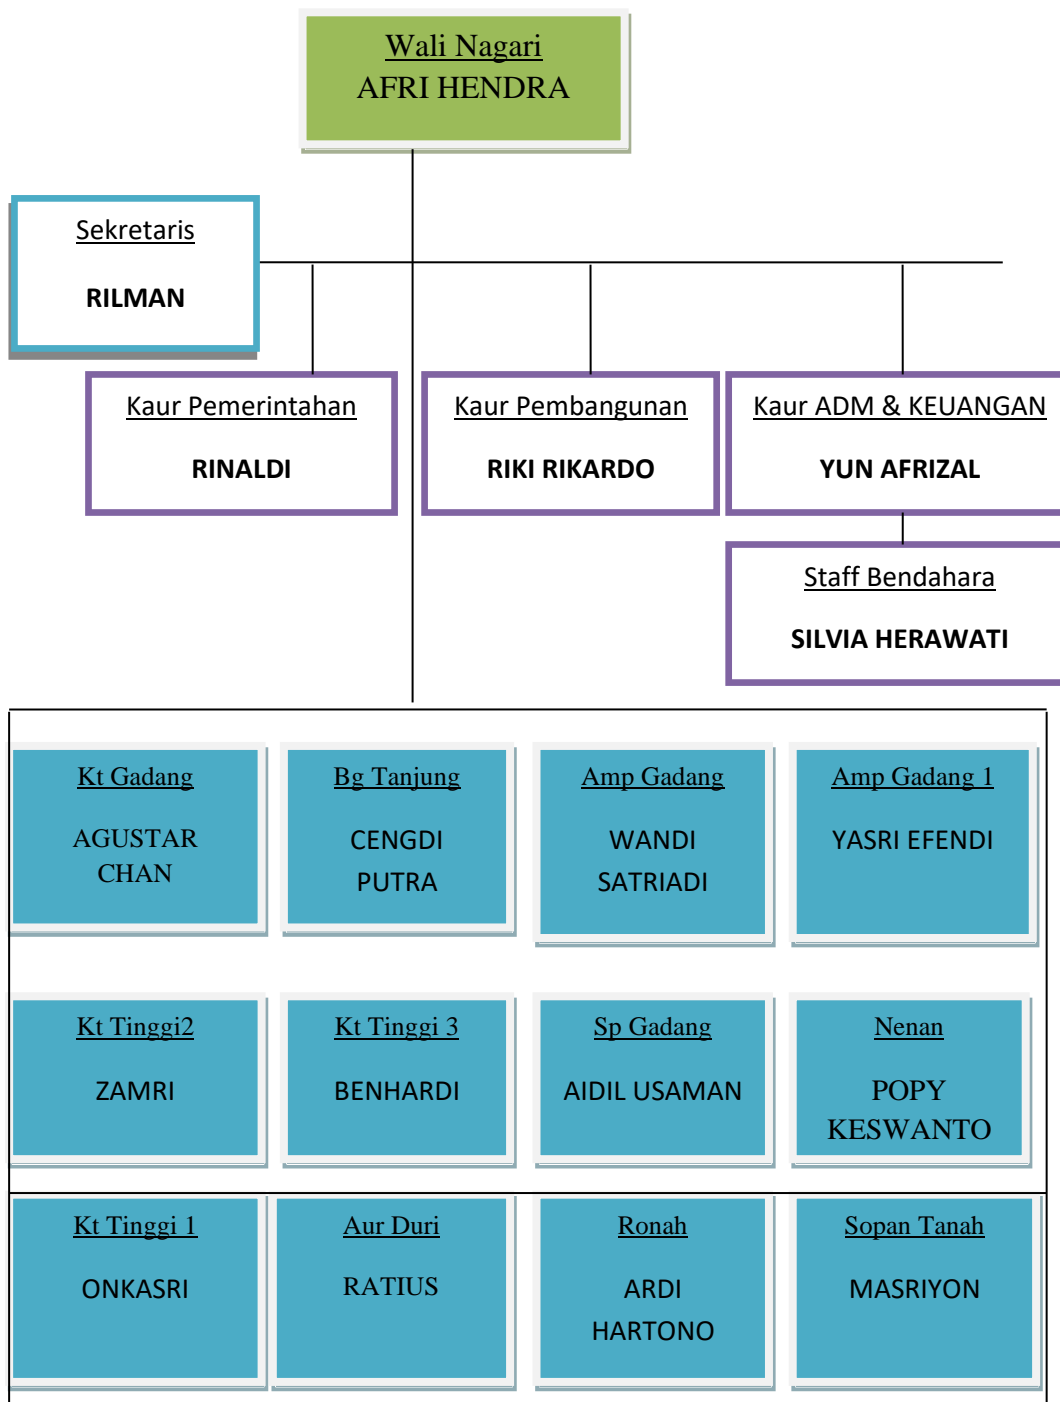 Wali Nagari
AFRI HENDRA
Sekretaris
RILMAN
Kaur Pemerintahan
RINALDI
Kaur Pembangunan
RIKI RIKARDO
Kaur ADM & KEUANGAN
YUN AFRIZAL
Staff Bendahara
SILVIA HERAWATI
Kt Gadang
AGUSTAR
CHAN
Bg Tanjung
CENGDI
PUTRA
Amp Gadang
WANDI
SATRIADI
Amp Gadang 1
YASRI EFENDI
Kt Tinggi2
ZAMRI
Kt Tinggi 3
BENHARDI
Sp Gadang
AIDIL USAMAN
Nenan
POPY
KESWANTO
Kt Tinggi 1
ONKASRI
Aur Duri
RATIUS
Ronah
ARDI
HARTONO
Sopan Tanah
MASRIYON